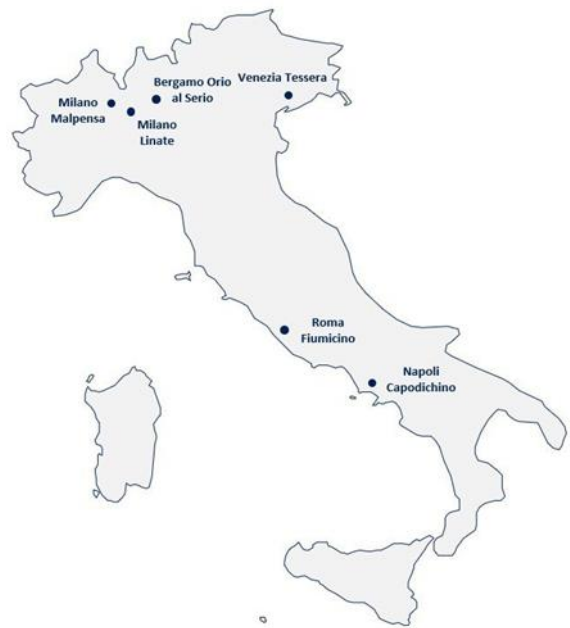 Bergamo Orio
al Serio
Venezia Tessera
Milano
Malpensa
Milano
Linate
Roma
Fiumicino
Napoli
Capodichino